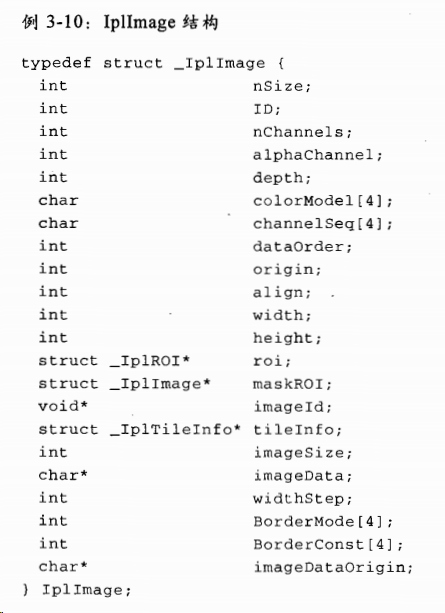 例 3-10：IplImage 结构
typedef struct _IplImage {
int nSize;
int ID;
int nChannels;
int alphaChannel;
int depth;
char colorModel[4];
char channelSeq[4];
int dataOrder;
int origin;
int align;
int width;
int height;
struct _IplROI* roi;
struct _IplImage* maskROI;
void* imageId;
struct _IplTileInfo* tileInfo;
int imageSize;
char* imageData;
int widthStep;
int BorderMode[4];
int BorderConst[4];
char* imageDataOrigin;
} IplImage;